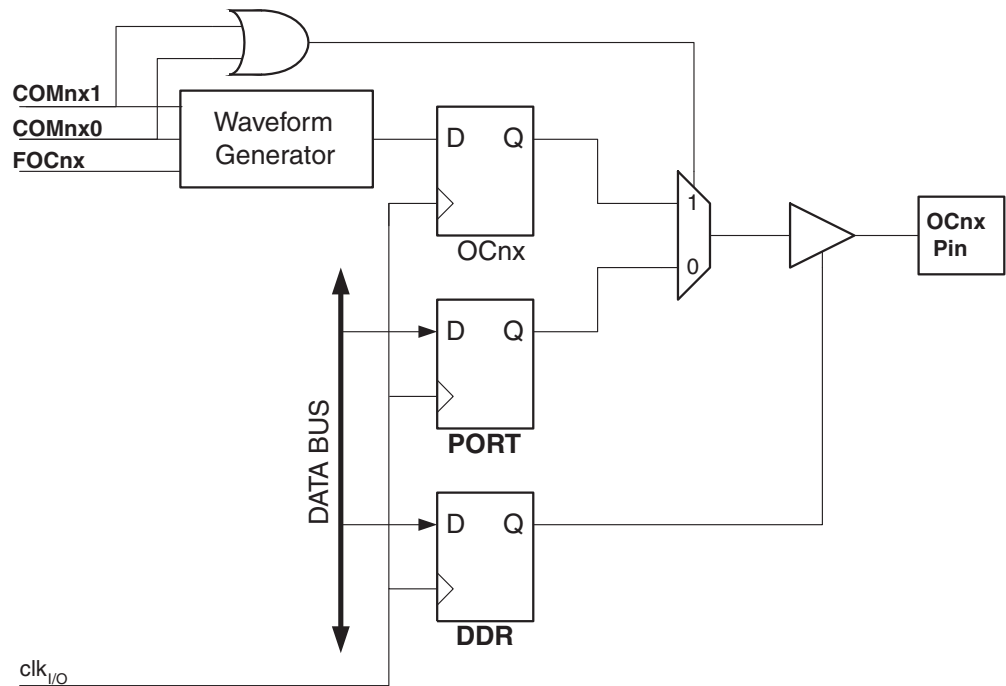 COMnx1
COMnx0
FOCnx
Waveform
Generator
D Q
OCnx
1
0
OCnx
Pin
D Q
PORT
DATA BUS
D Q
DDR
clkI/O